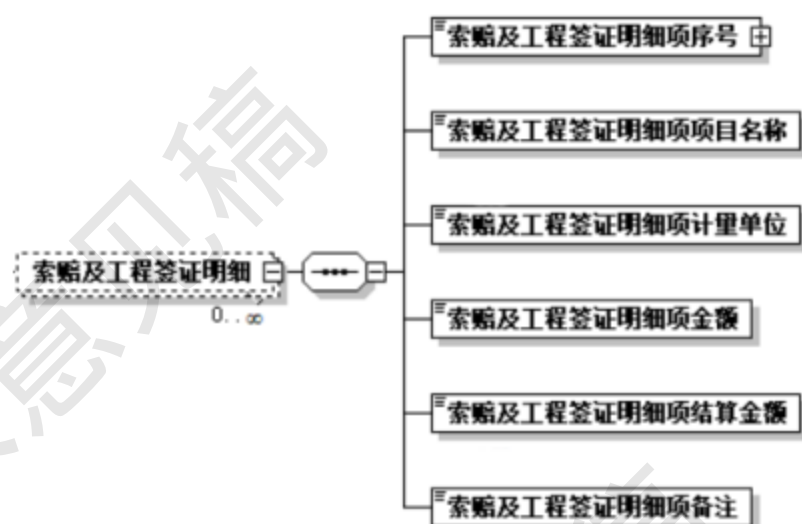 索赔及工程签证明细项序号
索赔及工程签证明细项项目名称
索赔及工程签证明细项计量单位
索赔及工程签证明细
0..∞
索赔及工程签证明细项金额
索赔及工程签证明细项结算金额
索赔及工程签证明细项备注
意见稿